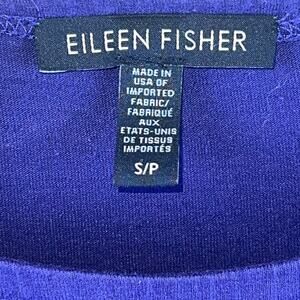 EILEEN FISHER
MADE IN
USA OF
IMPORTED
FABRIC/
FABRIQUÉ
AUX
ETATS-UNIS
DE TISSUS
IMPORTÉS
S/P